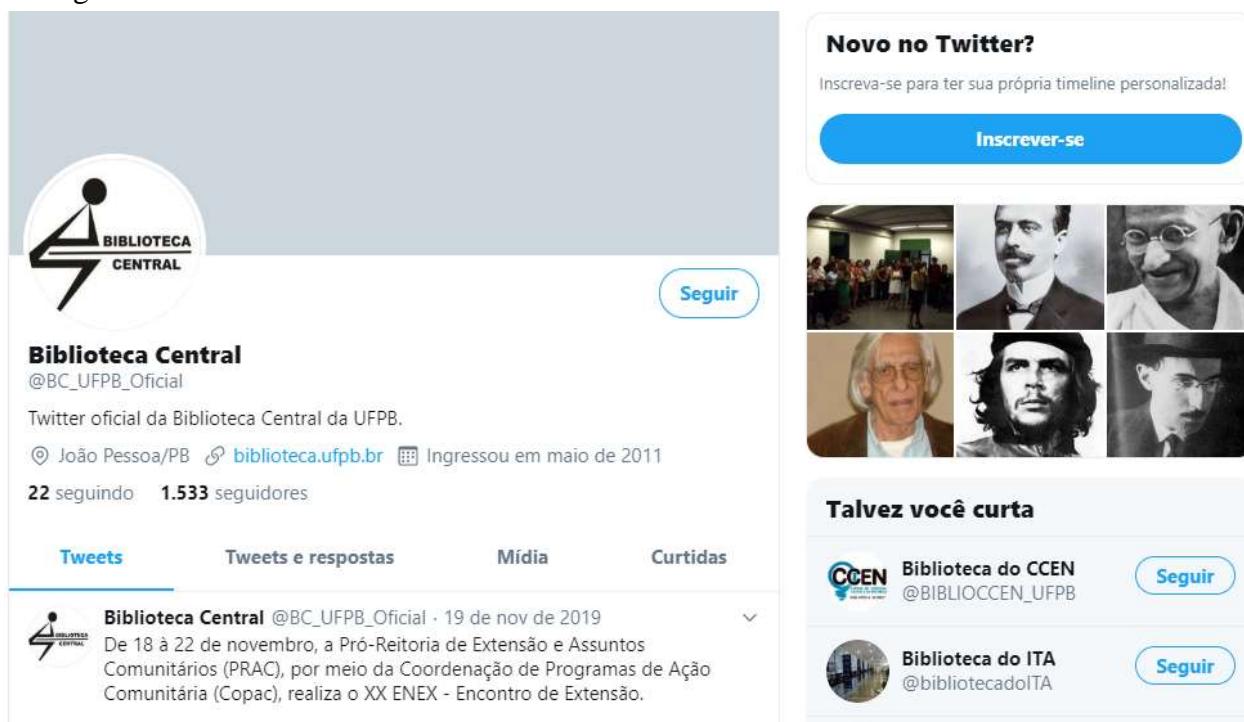 BIBLIOTECA
CENTRAL
Seguir
Biblioteca Central
@BC_UFPB_Oficial
Twitter oficial da Biblioteca Central da UFPB.
João Pessoa/PB biblioteca.ufpb.br Ingressou em maio de 2011
22 seguindo 1.533 seguidores
Tweets Tweets e respostas Mídia Curtidas
BIBLIOTECA
CENTRAL
Biblioteca Central @BC_UFPB_Oficial · 19 de nov de 2019
De 18 à 22 de novembro, a Pró-Reitoria de Extensão e Assuntos
Comunitários (PRAC), por meio da Coordenação de Programas de Ação
Comunitária (Copac), realiza o XX ENEX - Encontro de Extensão.
Novo no Twitter?
Inscreva-se para ter sua própria timeline personalizada!
Inscrever-se
Talvez você curta
CCEN
Biblioteca do CCEN
@BIBLIOCCEN_UFPB
Seguir
Biblioteca do ITA
@bibliotecadoITA
Seguir